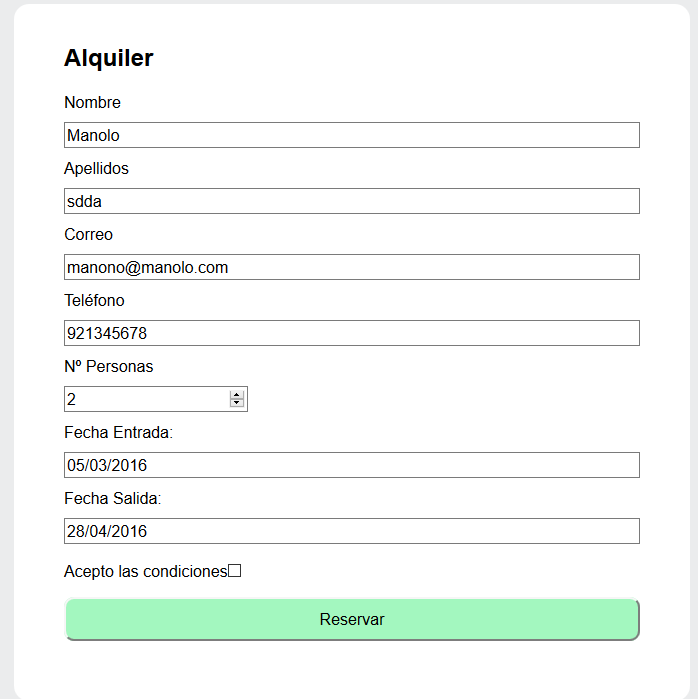 Alquiler
Nombre
Manolo
Apellidos
sdda
Correo
manono@manolo.com
Teléfono
921345678
Nº Personas
2
Fecha Entrada:
05/03/2016
Fecha Salida:
28/04/2016
Acepto las condiciones
Reservar